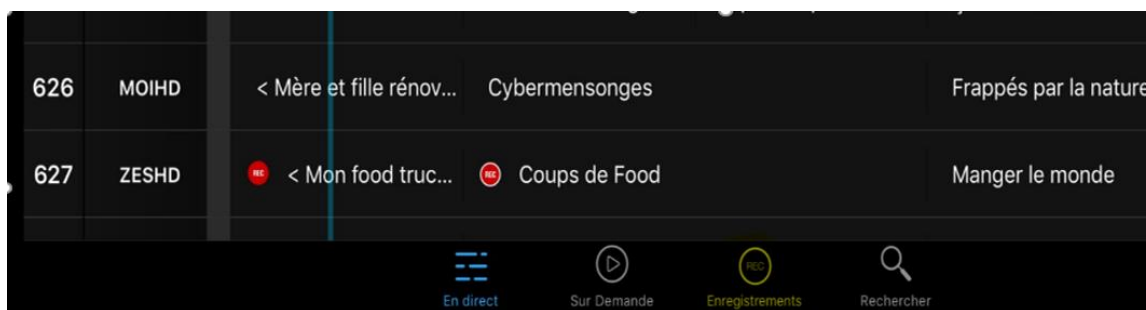 626 MOIHD < Mère et fille rénov... Cybermensonges Frappés par la nature
627 ZESHD REC < Mon food truc... REC Coups de Food Manger le monde
REC
En direct Sur Demande Enregistrements Rechercher